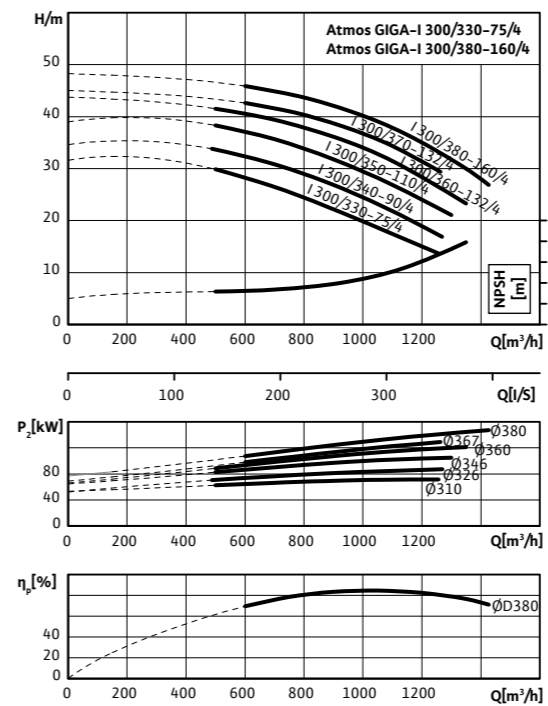 H/m
Atmos GIGA-I 300/330-75/4
Atmos GIGA-I 300/380-160/4
50
40
30
20
10
0
I 300/380-160/4
I 300/370-132/4
I 300/360-132/4
I 300/350-110/4
I 300/340-90/4
I 300/330-75/4
NPSH
[m]
0 200 400 600 800 1000 1200 Q[m³/h]
0 100 200 300 Q[l/S]
P₂[kW]
80
40
0
Ø380
Ø367
Ø360
Ø346
Ø326
Ø310
0 200 400 600 800 1000 1200 Q[m³/h]
ηp[%]
60
40
20
0
ØD380
0 200 400 600 800 1000 1200 Q[m³/h]